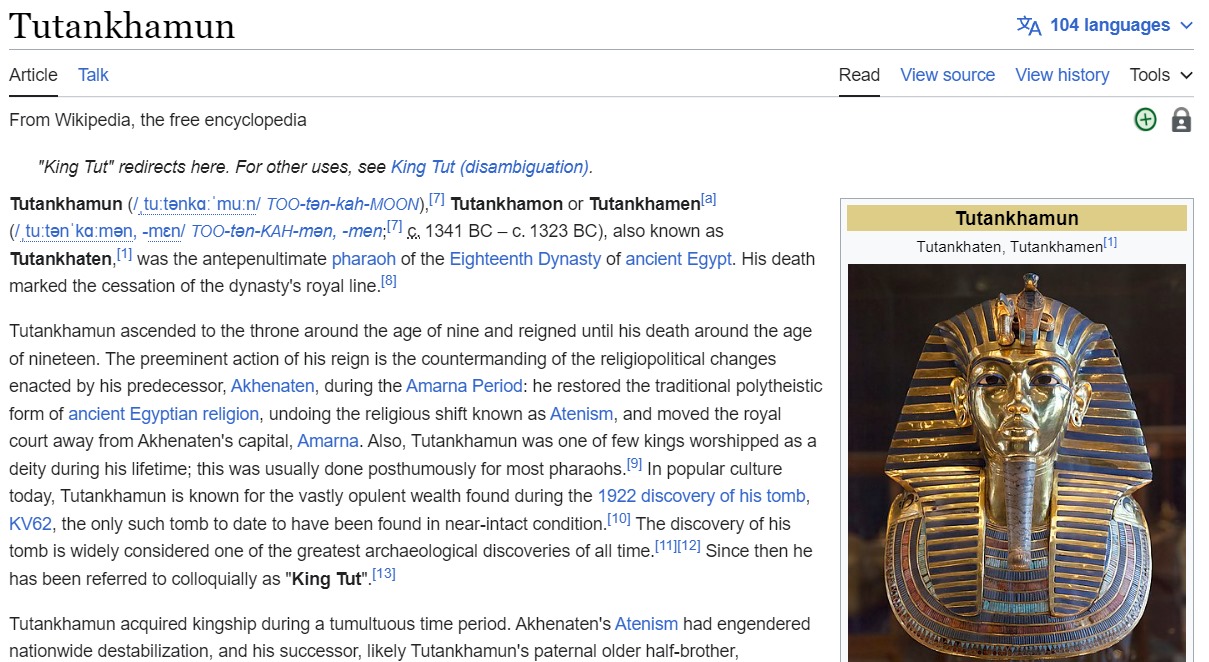 Tutankhamun
104 languages
Article Talk
Read View source View history Tools
From Wikipedia, the free encyclopedia
"King Tut" redirects here. For other uses, see King Tut (disambiguation).
Tutankhamun (/ˌtuːtənkɑːˈmuːn/ TOO-tən-kah-MOON),[7] Tutankhamon or Tutankhamen[a]
(/ˌtuːtənˈkɑːmən, -mɛn/ TOO-tən-KAH-mən, -men;[7] c. 1341 BC – c. 1323 BC), also known as
Tutankhaten,[1] was the antepenultimate pharaoh of the Eighteenth Dynasty of ancient Egypt. His death
marked the cessation of the dynasty's royal line.[8]
Tutankhamun ascended to the throne around the age of nine and reigned until his death around the age
of nineteen. The preeminent action of his reign is the countermanding of the religiopolitical changes
enacted by his predecessor, Akhenaten, during the Amarna Period: he restored the traditional polytheistic
form of ancient Egyptian religion, undoing the religious shift known as Atenism, and moved the royal
court away from Akhenaten's capital, Amarna. Also, Tutankhamun was one of few kings worshipped as a
deity during his lifetime; this was usually done posthumously for most pharaohs.[9] In popular culture
today, Tutankhamun is known for the vastly opulent wealth found during the 1922 discovery of his tomb,
KV62, the only such tomb to date to have been found in near-intact condition.[10] The discovery of his
tomb is widely considered one of the greatest archaeological discoveries of all time.[11][12] Since then he
has been referred to colloquially as "King Tut".[13]
Tutankhamun acquired kingship during a tumultuous time period. Akhenaten's Atenism had engendered
nationwide destabilization, and his successor, likely Tutankhamun's paternal older half-brother,
Tutankhamun
Tutankhaten, Tutankhamen[1]